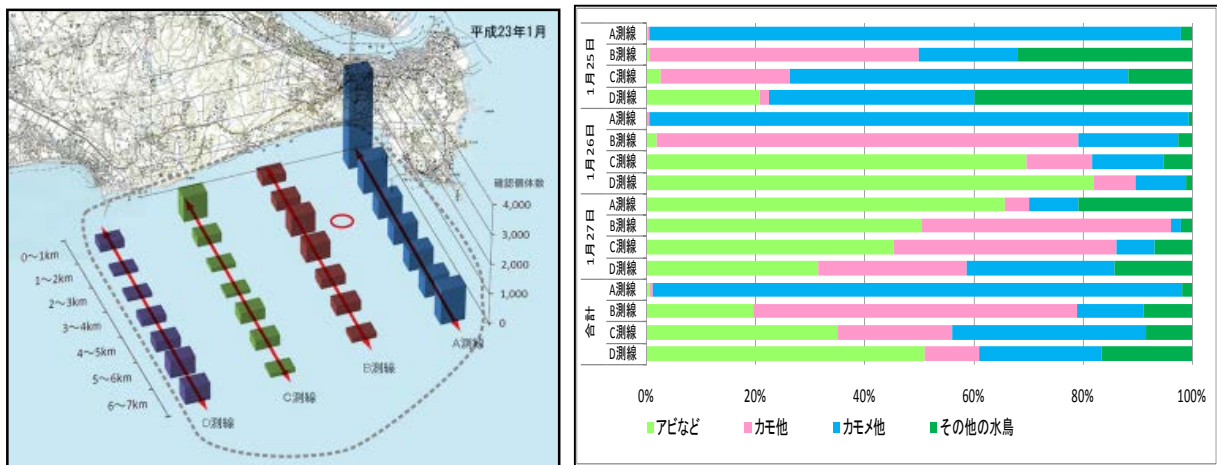 平成23年1月
確認個体数
4,000
3,000
2,000
1,000
0
0～1km
1～2km
2～3km
3～4km
4～5km
5～6km
6～7km
A測線
B測線
C測線
D測線
1月25日
A測線
B測線
C測線
D測線
1月26日
A測線
B測線
C測線
D測線
1月27日
A測線
B測線
C測線
D測線
合計
A測線
B測線
C測線
D測線
0% 20% 40% 60% 80% 100%
アビなど カモ他 カモメ他 その他の水鳥